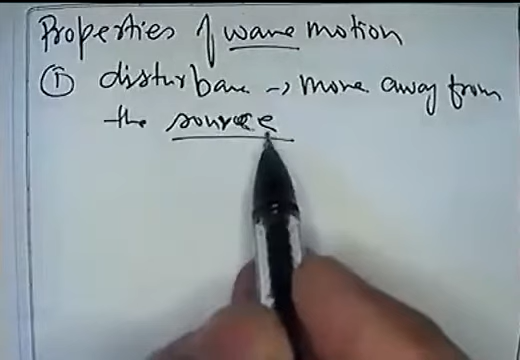 Properties of wave motion
① disturbance → move away from
the source